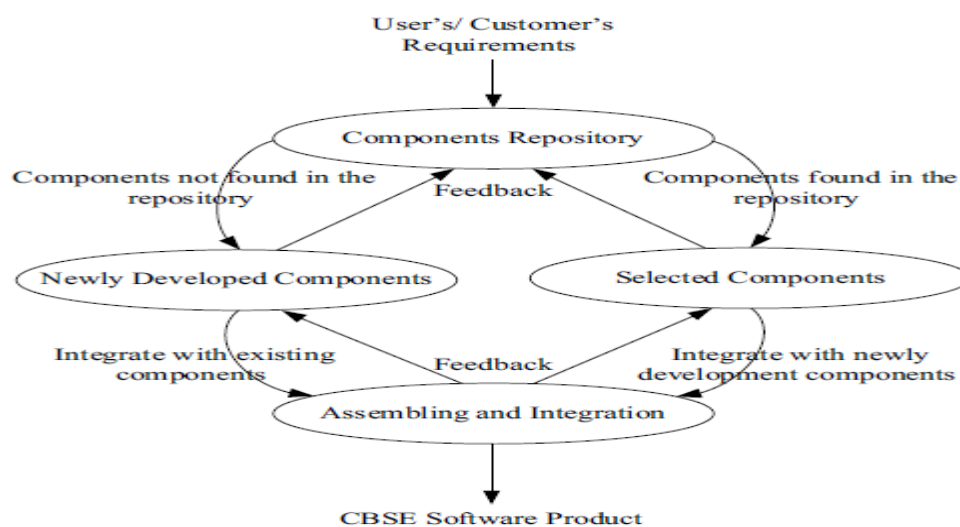 User's/ Customer's
Requirements
Components Repository
Components not found in the
repository
Feedback
Components found in the
repository
Newly Developed Components
Selected Components
Integrate with existing
components
Feedback
Integrate with newly
development components
Assembling and Integration
CBSE Software Product